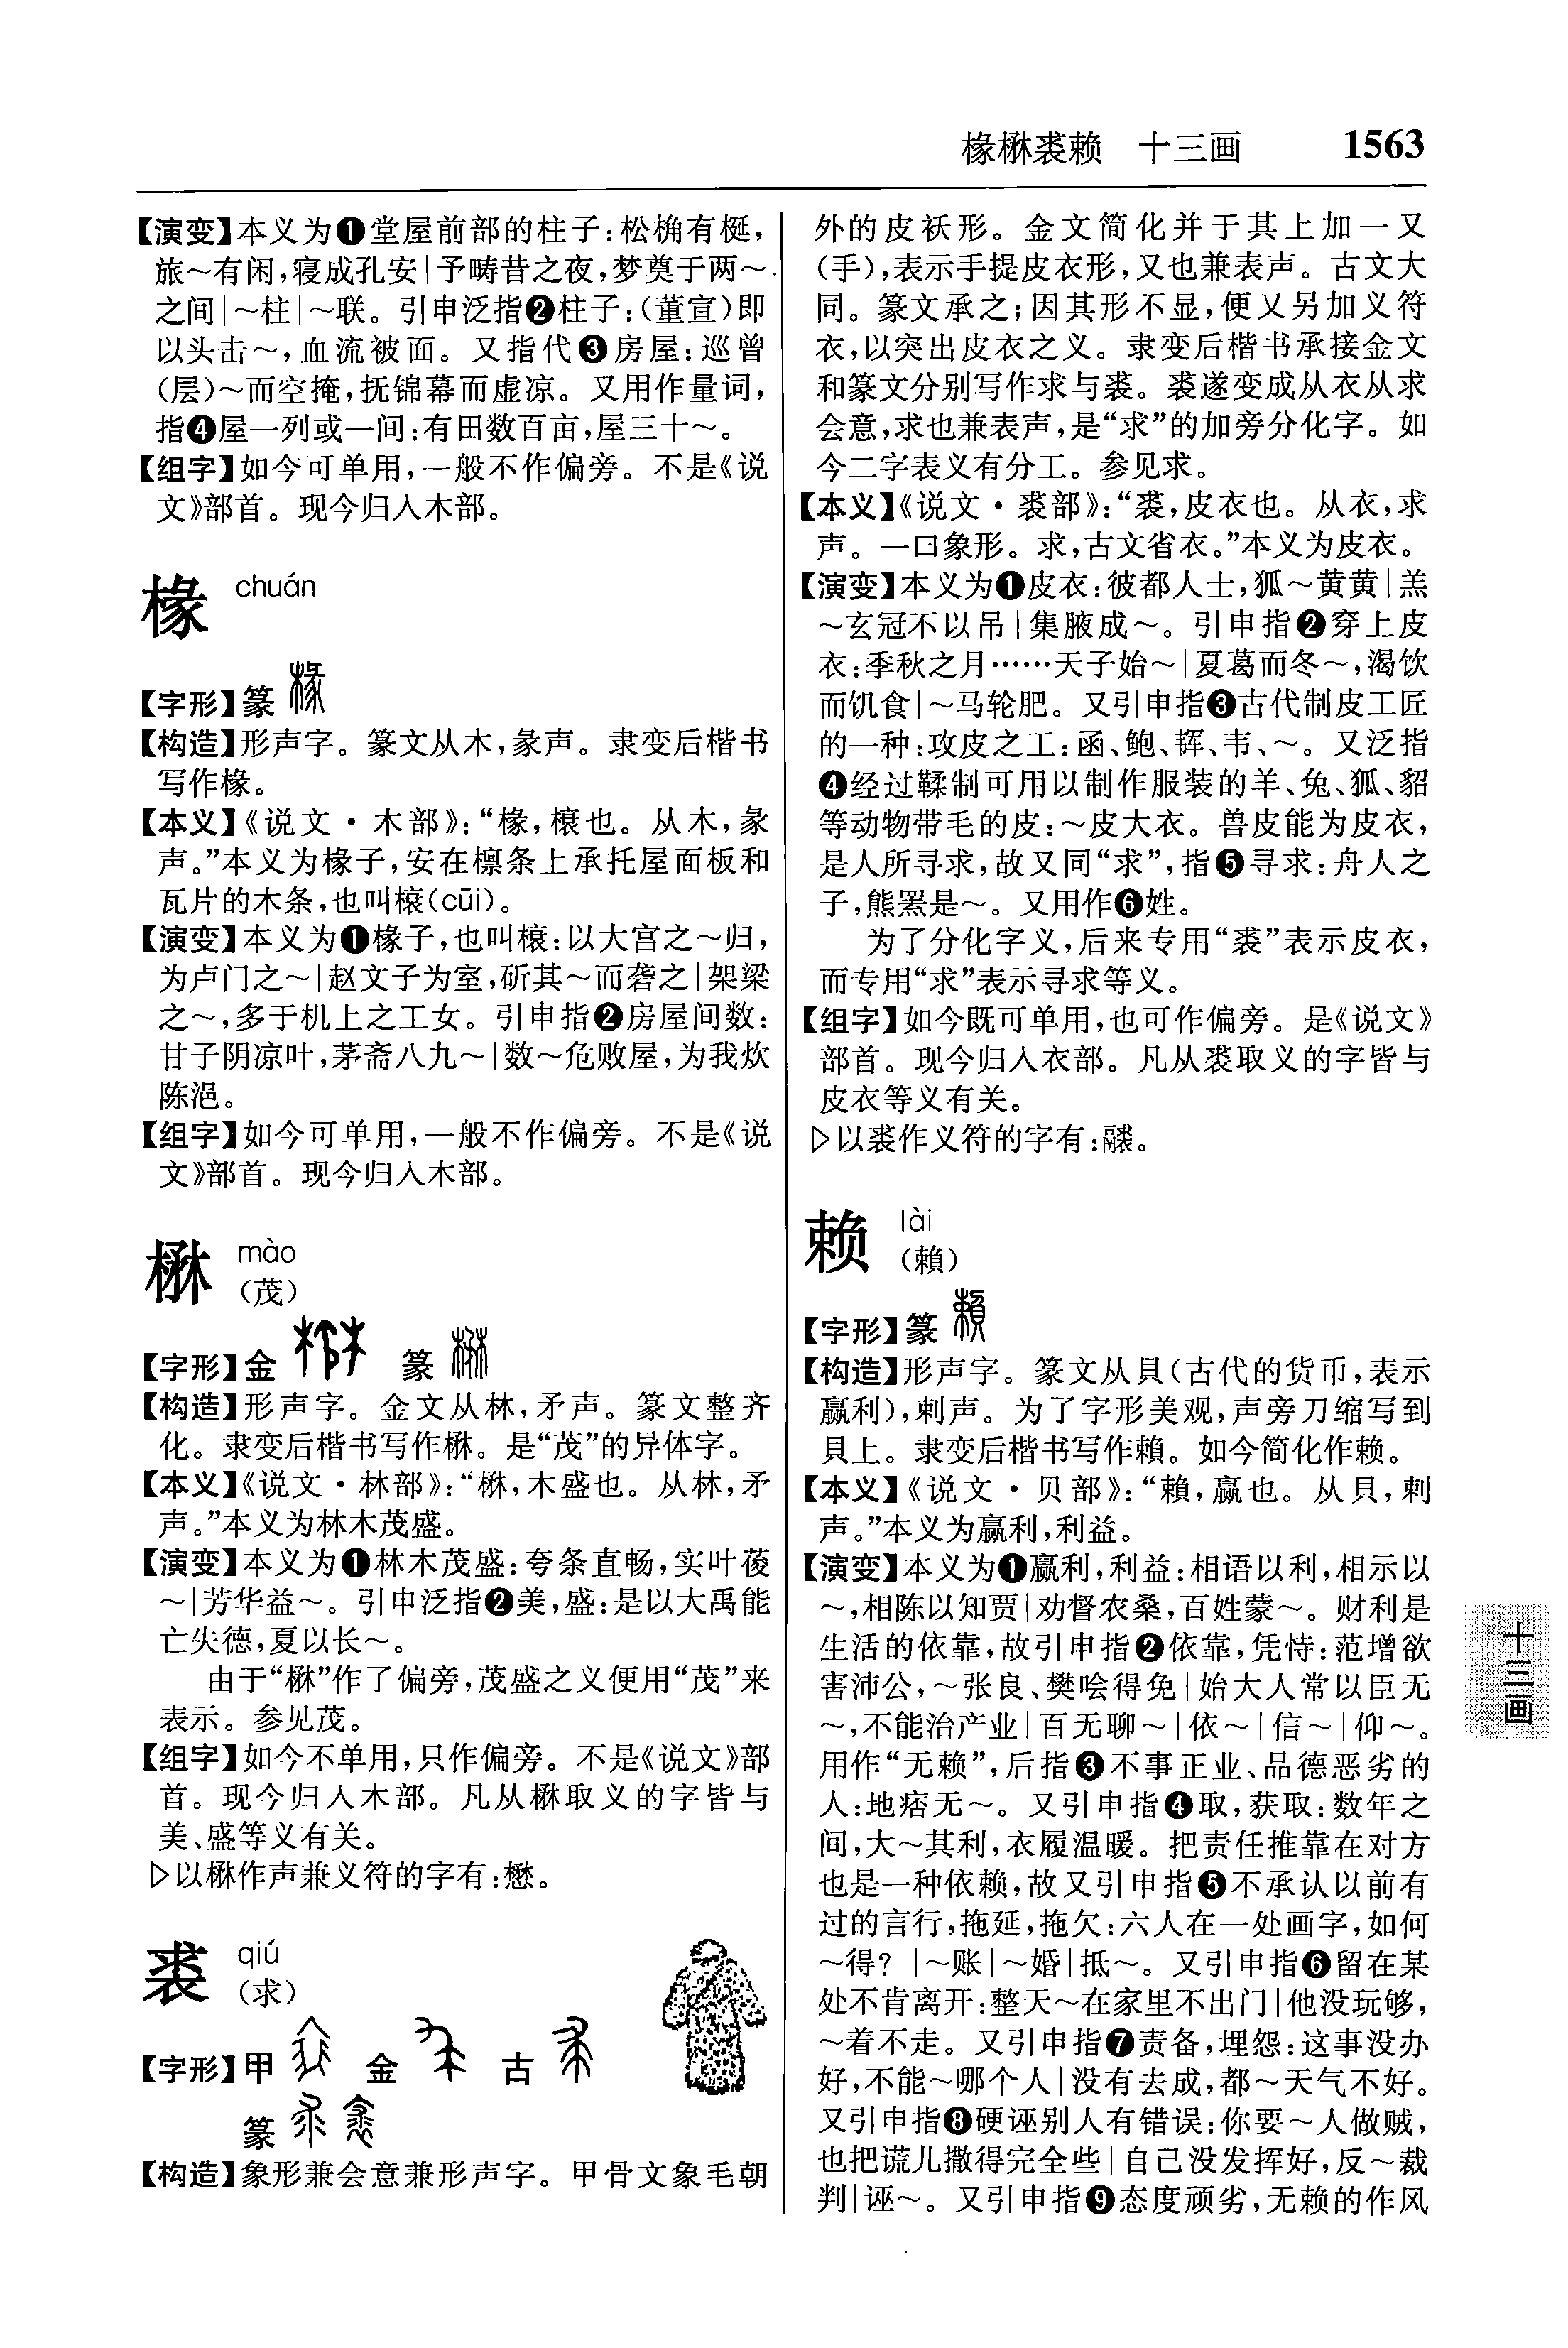 椽楙裘赖　十三画　1563
【演变】本义为❶堂屋前部的柱子:松桷有梴,
旅～有闲,寝成孔安|予畴昔之夜,梦奠于两～
之间|～柱|～联。引申泛指❷柱子:(董宣)即
以头击～,血流被面。又指代❸房屋:巡曾
(层)～而空掩,抚锦幕而虚凉。又用作量词,
指❹屋一列或一间:有田数百亩,屋三十～。
【组字】如今可单用,一般不作偏旁。不是《说
文》部首。现今归入木部。
椽 chuán
【字形】篆
【构造】形声字。篆文从木,彖声。隶变后楷书
写作椽。
【本义】《说文·木部》:“椽,榱也。从木,彖
声。”本义为椽子,安在檩条上承托屋面板和
瓦片的木条,也叫榱(cūi)。
【演变】本义为❶椽子,也叫榱:以大宫之～归,
为卢门之～|赵文子为室,斫其～而砻之|架梁
之～,多于机上之工女。引申指❷房屋间数:
甘子阴凉叶,茅斋八九～|数～危败屋,为我炊
陈浥。
【组字】如今可单用,一般不作偏旁。不是《说
文》部首。现今归入木部。
楙 mào
(茂)
【字形】金 篆
【构造】形声字。金文从林,矛声。篆文整齐
化。隶变后楷书写作楙。是“茂”的异体字。
【本义】《说文·林部》:“楙,木盛也。从林,矛
声。”本义为林木茂盛。
【演变】本义为❶林木茂盛:夸条直畅,实叶葰
～|芳华益～。引申泛指❷美,盛:是以大禹能
亡失德,夏以长～。
由于“楙”作了偏旁,茂盛之义便用“茂”来
表示。参见茂。
【组字】如今不单用,只作偏旁。不是《说文》部
首。现今归入木部。凡从楙取义的字皆与
美、盛等义有关。
▷以楙作声兼义符的字有:懋。
裘 qiú
(求)
【字形】甲 金 古
篆
【构造】象形兼会意兼形声字。甲骨文象毛朝
外的皮袄形。金文简化并于其上加一又
(手),表示手提皮衣形,又也兼表声。古文大
同。篆文承之;因其形不显,便又另加义符
衣,以突出皮衣之义。隶变后楷书承接金文
和篆文分别写作求与裘。裘遂变成从衣从求
会意,求也兼表声,是“求”的加旁分化字。如
今二字表义有分工。参见求。
【本义】《说文·裘部》:“裘,皮衣也。从衣,求
声。一曰象形。求,古文省衣。”本义为皮衣。
【演变】本义为❶皮衣:彼都人士,狐～黄黄|羔
～玄冠不以吊|集腋成～。引申指❷穿上皮
衣:季秋之月……天子始～|夏葛而冬～,渴饮
而饥食|～马轮肥。又引申指❸古代制皮工匠
的一种:攻皮之工:函、鲍、韗、韦、～。又泛指
❹经过鞣制可用以制作服装的羊、兔、狐、貂
等动物带毛的皮:～皮大衣。兽皮能为皮衣,
是人所寻求,故又同“求”,指❺寻求:舟人之
子,熊罴是～。又用作❻姓。
为了分化字义,后来专用“裘”表示皮衣,
而专用“求”表示寻求等义。
【组字】如今既可单用,也可作偏旁。是《说文》
部首。现今归入衣部。凡从裘取义的字皆与
皮衣等义有关。
▷以裘作义符的字有:。
赖 lài
(賴)
【字形】篆
【构造】形声字。篆文从貝(古代的货币,表示
赢利),剌声。为了字形美观,声旁刀缩写到
貝上。隶变后楷书写作賴。如今简化作赖。
【本义】《说文·贝部》:“賴,赢也。从貝,剌
声。”本义为赢利,利益。
【演变】本义为❶赢利,利益:相语以利,相示以
～,相陈以知贾|劝督农桑,百姓蒙～。财利是
生活的依靠,故引申指❷依靠,凭恃:范增欲
害沛公,～张良、樊哙得免|始大人常以臣无
～,不能治产业|百无聊～|依～|信～|仰～。
用作“无赖”,后指❸不事正业、品德恶劣的
人:地痞无～。又引申指❹取,获取:数年之
间,大～其利,衣履温暖。把责任推靠在对方
也是一种依赖,故又引申指❺不承认以前有
过的言行,拖延,拖欠:六人在一处画字,如何
～得?|～账|～婚|抵～。又引申指❻留在某
处不肯离开:整天～在家里不出门|他没玩够,
～着不走。又引申指❼责备,埋怨:这事没办
好,不能～哪个人|没有去成,都～天气不好。
又引申指❽硬诬别人有错误:你要～人做贼,
也把谎儿撒得完全些|自己没发挥好,反～裁
判|诬～。又引申指❾态度顽劣,无赖的作风
十三画